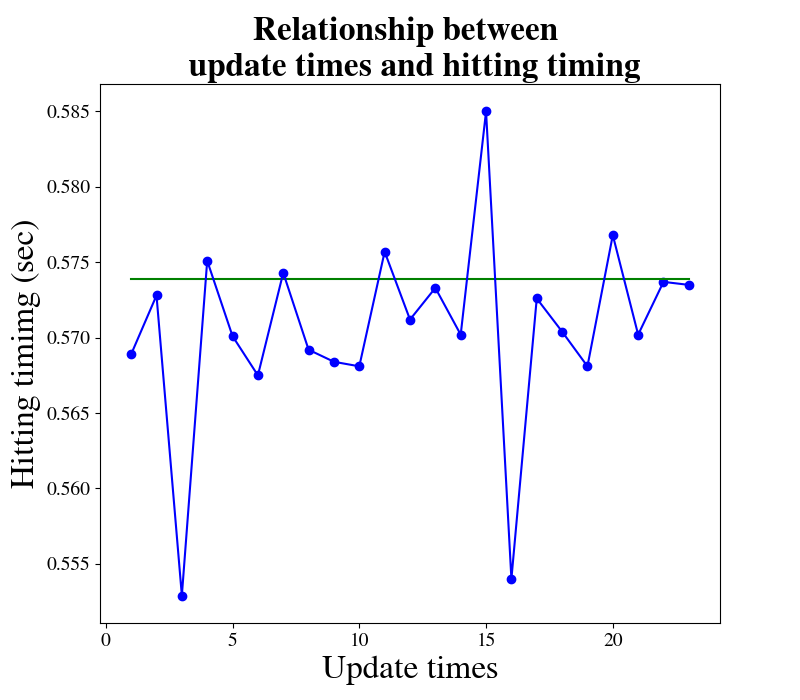 Relationship between
update times and hitting timing
0.585
0.580
0.575
0.570
0.565
0.560
0.555
Hitting timimg (sec)
0 5 10 15 20
Update times